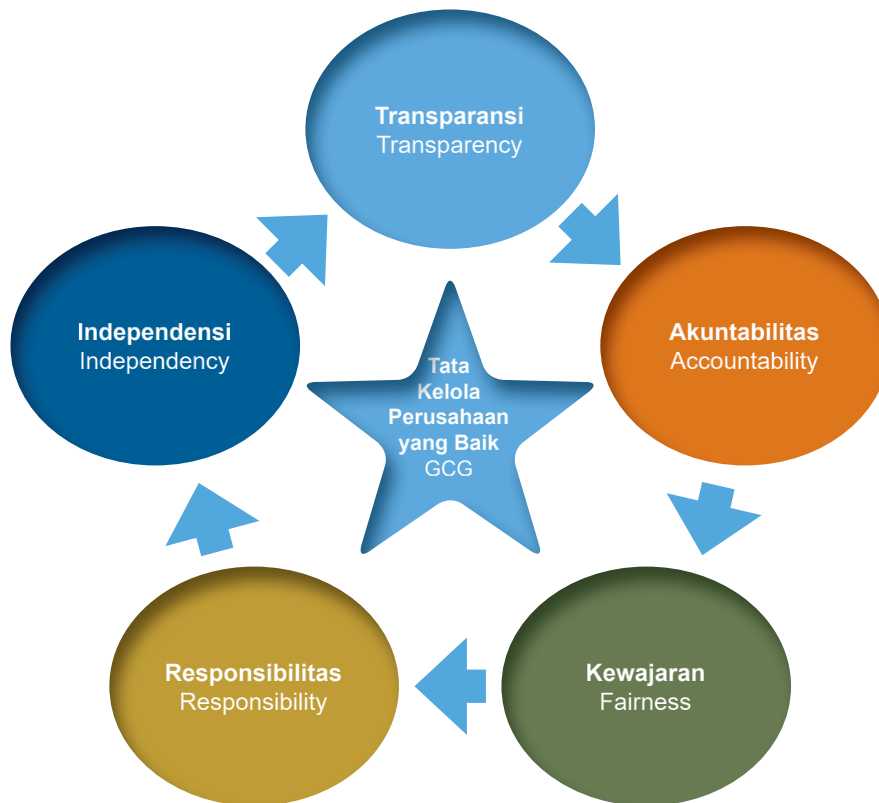 Transparansi
Transparency
Akuntabilitas
Accountability
Kewajaran
Fairness
Responsibilitas
Responsibility
Independensi
Independency
Tata
Kelola
Perusahaan
yang Baik
GCG